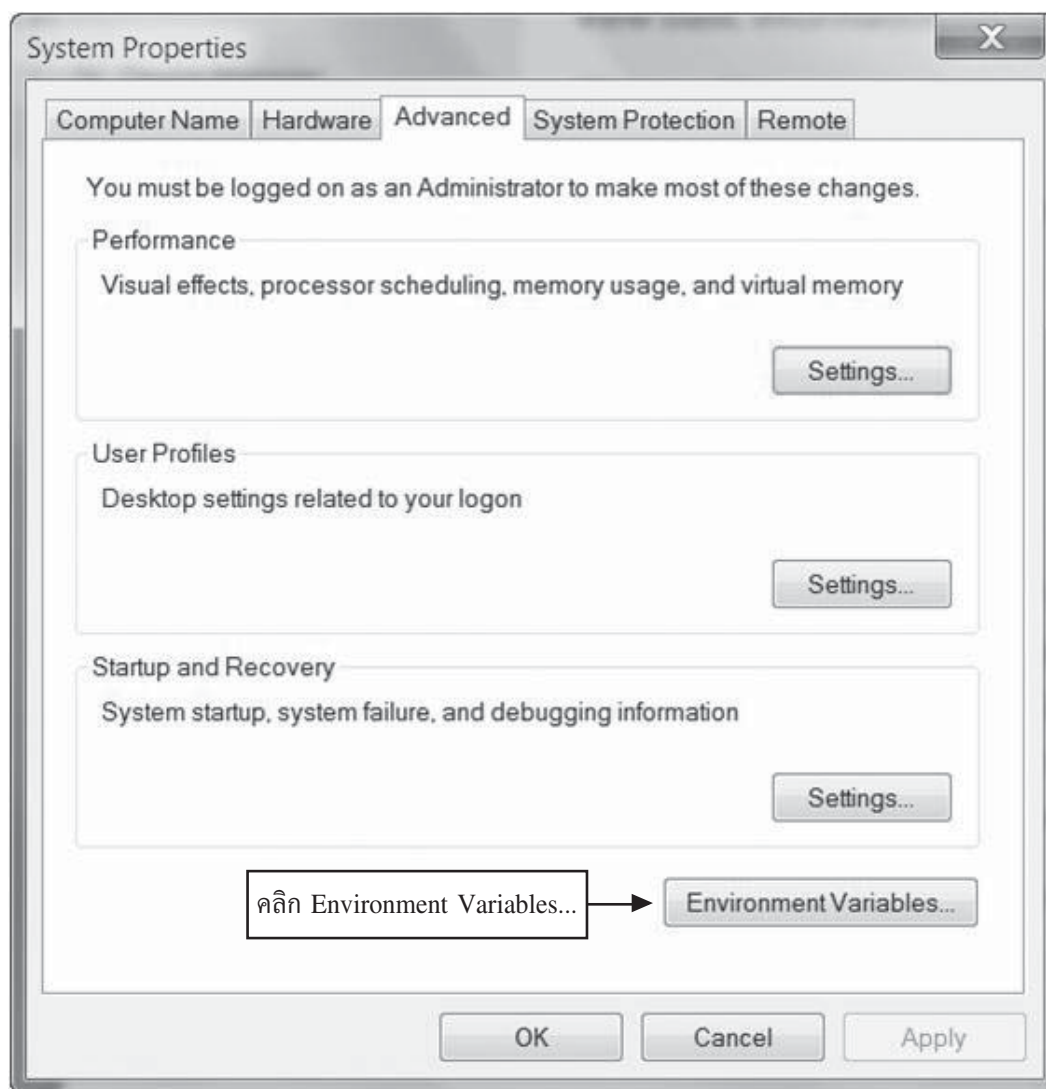 System Properties
Computer Name Hardware Advanced System Protection Remote
You must be logged on as an Administrator to make most of these changes.
Performance
Visual effects, processor scheduling, memory usage, and virtual memory
Settings...
User Profiles
Desktop settings related to your logon
Settings...
Startup and Recovery
System startup, system failure, and debugging information
Settings...
คลิก Environment Variables...
Environment Variables...
OK Cancel Apply